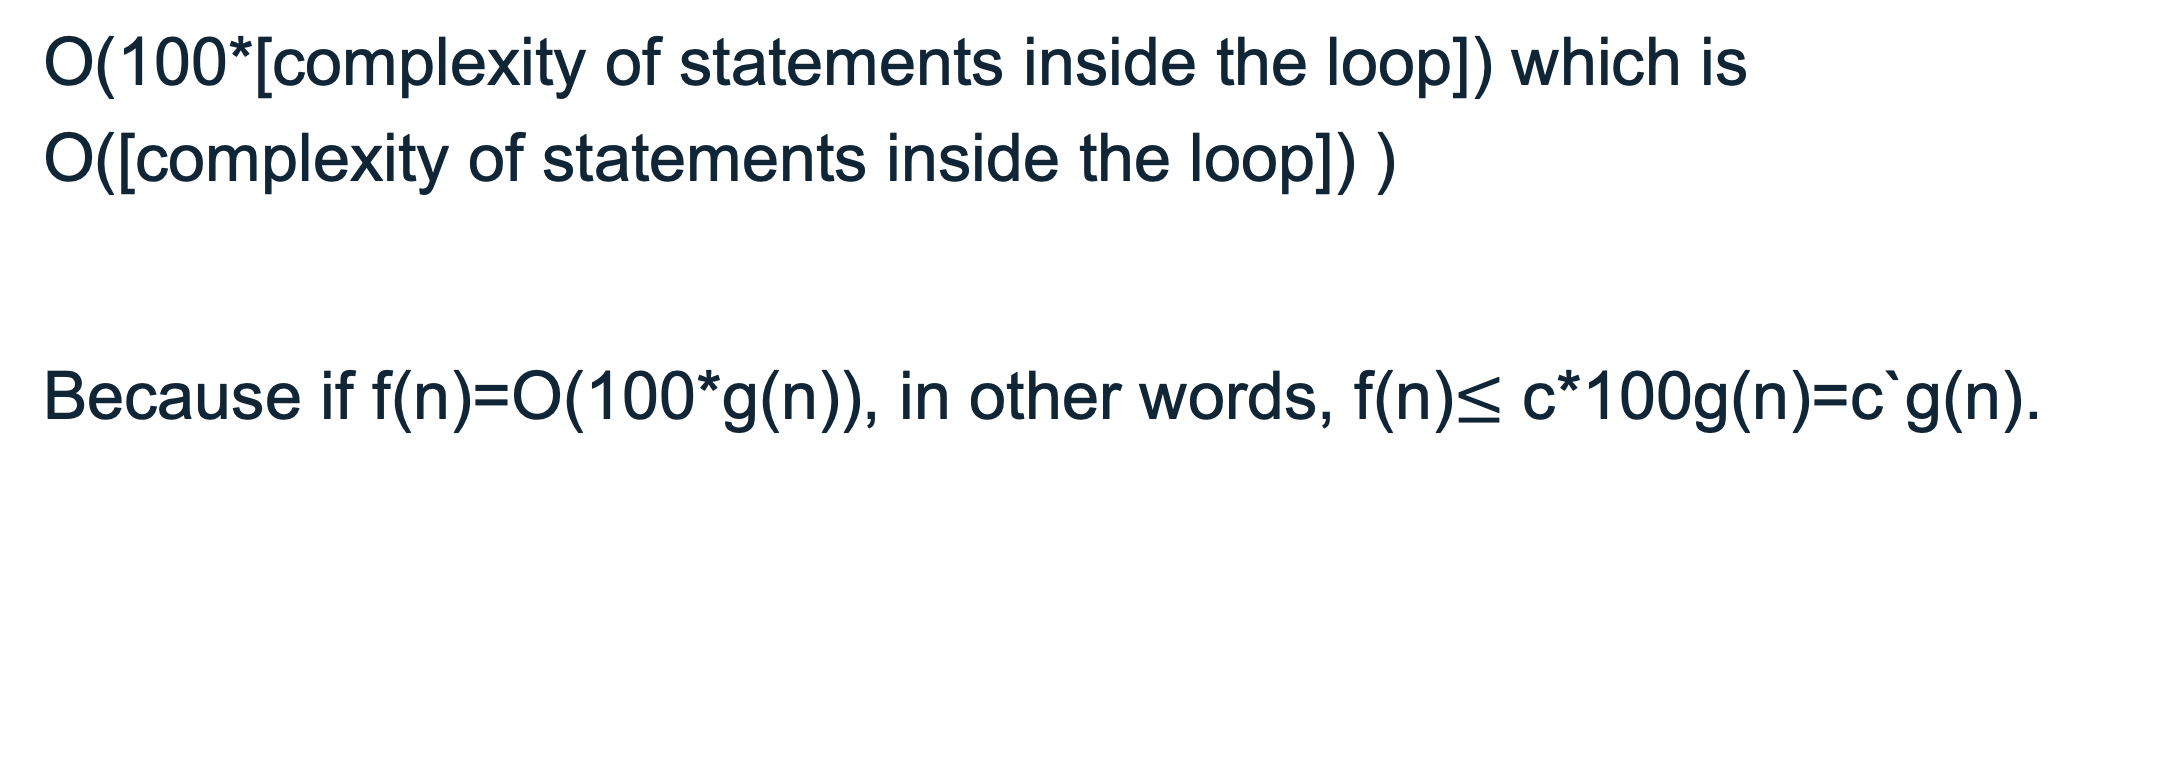 O(100*[complexity of statements inside the loop]) which is
O([complexity of statements inside the loop]) )
Because if f(n)=O(100*g(n)), in other words, f(n)≤ c*100g(n)=c`g(n).